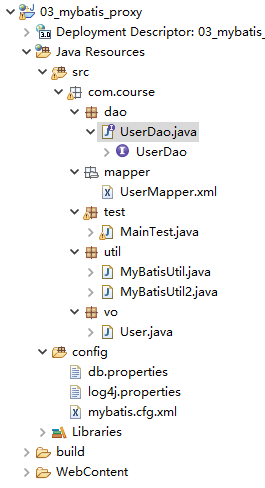 03_mybatis_proxy
Deployment Descriptor: 03_mybatis_
Java Resources
src
com.course
dao
UserDao.java
UserDao
mapper
UserMapper.xml
test
MainTest.java
util
MyBatisUtil.java
MyBatisUtil2.java
vo
User.java
config
db.properties
log4j.properties
mybatis.cfg.xml
Libraries
build
WebContent